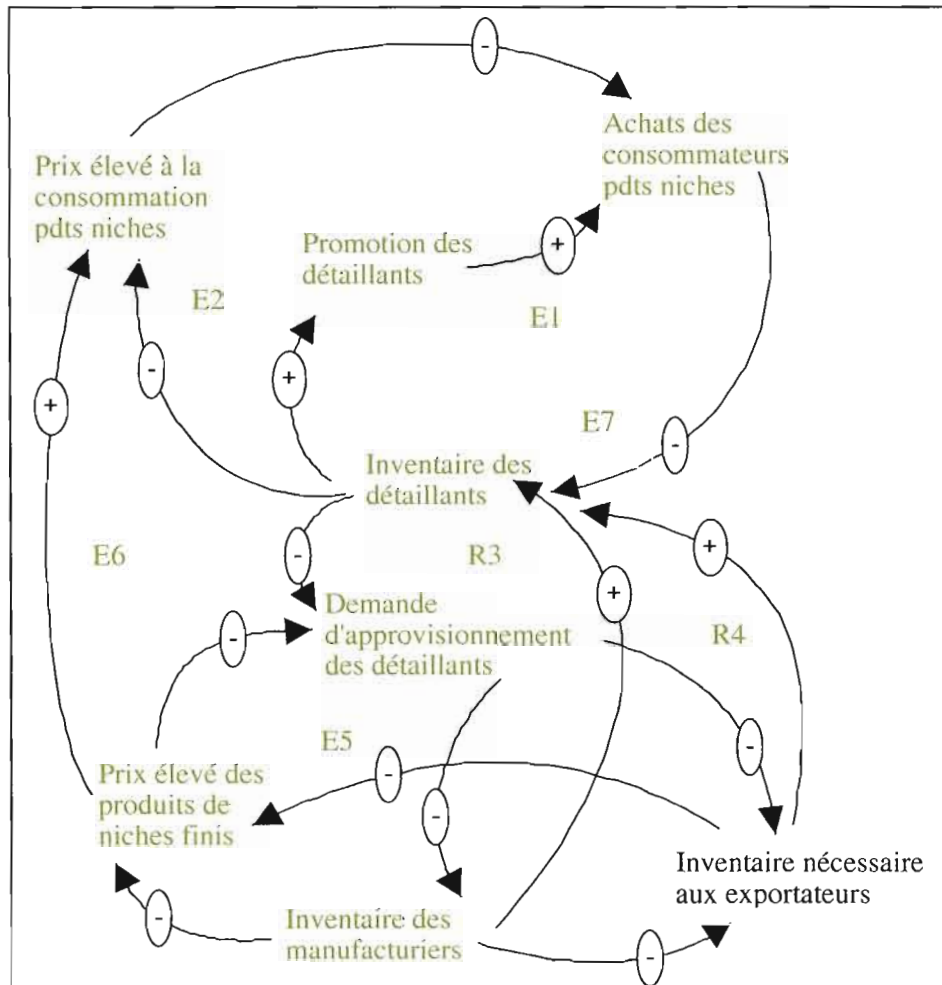 -
Achats des
consommateurs
pdts niches
Prix élevé à la
consommation
pdts niches
Promotion des
détaillants
+
E2
E1
-
+
+
E7
-
Inventaire des
détaillants
E6
-
R3
+
+
Demande
d'approvisionnement
des détaillants
-
R4
E5
-
-
Prix élevé des
produits de
niches finis
-
Inventaire nécessaire
aux exportateurs
-
Inventaire des
manufacturiers
-